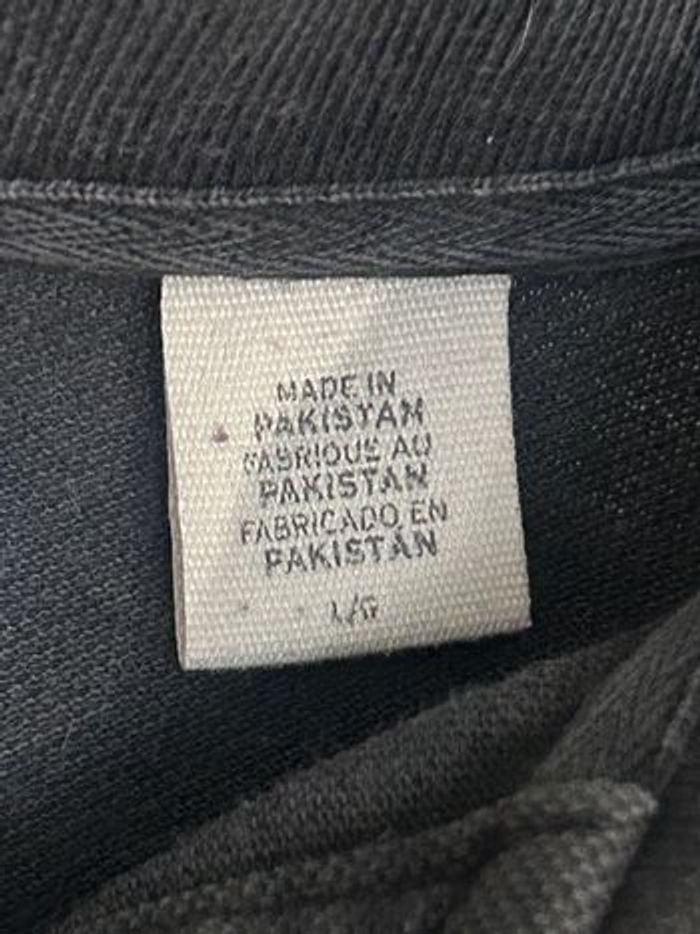 MADE IN
PAKISTAN
FABRIQUE AU
PAKISTAN
FABRICADO EN
PAKISTAN
L/G